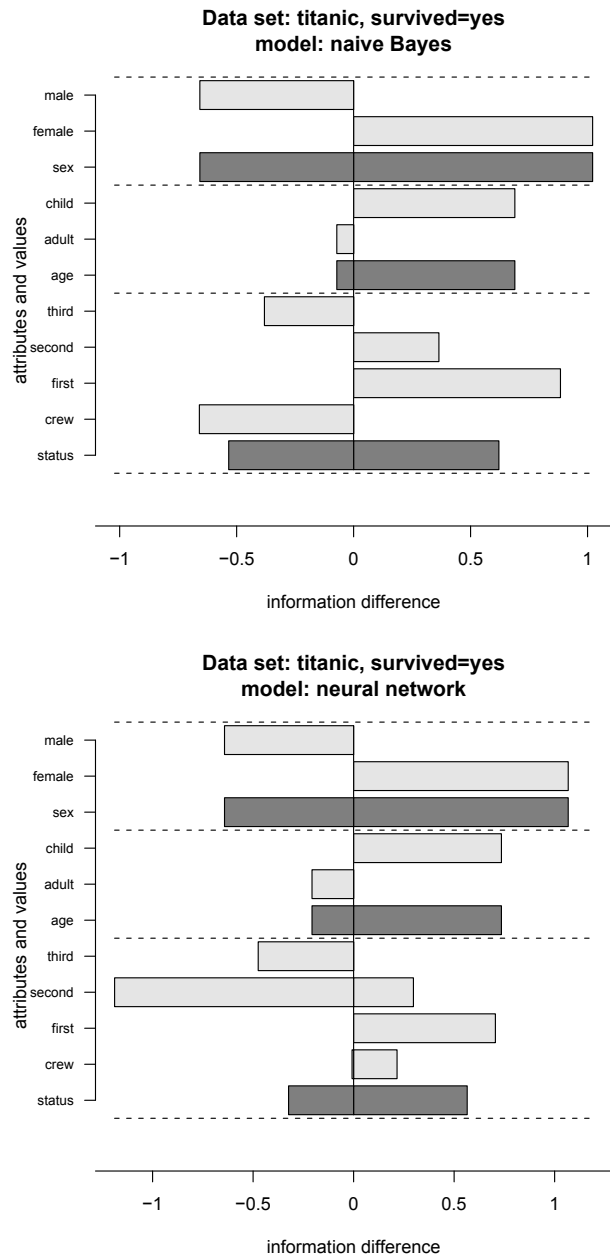 Data set: titanic, survived=yes
model: naive Bayes
attributes and values
male
female
sex
child
adult
age
third
second
first
crew
status
−1 −0.5 0 0.5 1
information difference
Data set: titanic, survived=yes
model: neural network
attributes and values
male
female
sex
child
adult
age
third
second
first
crew
status
−1 −0.5 0 0.5 1
information difference